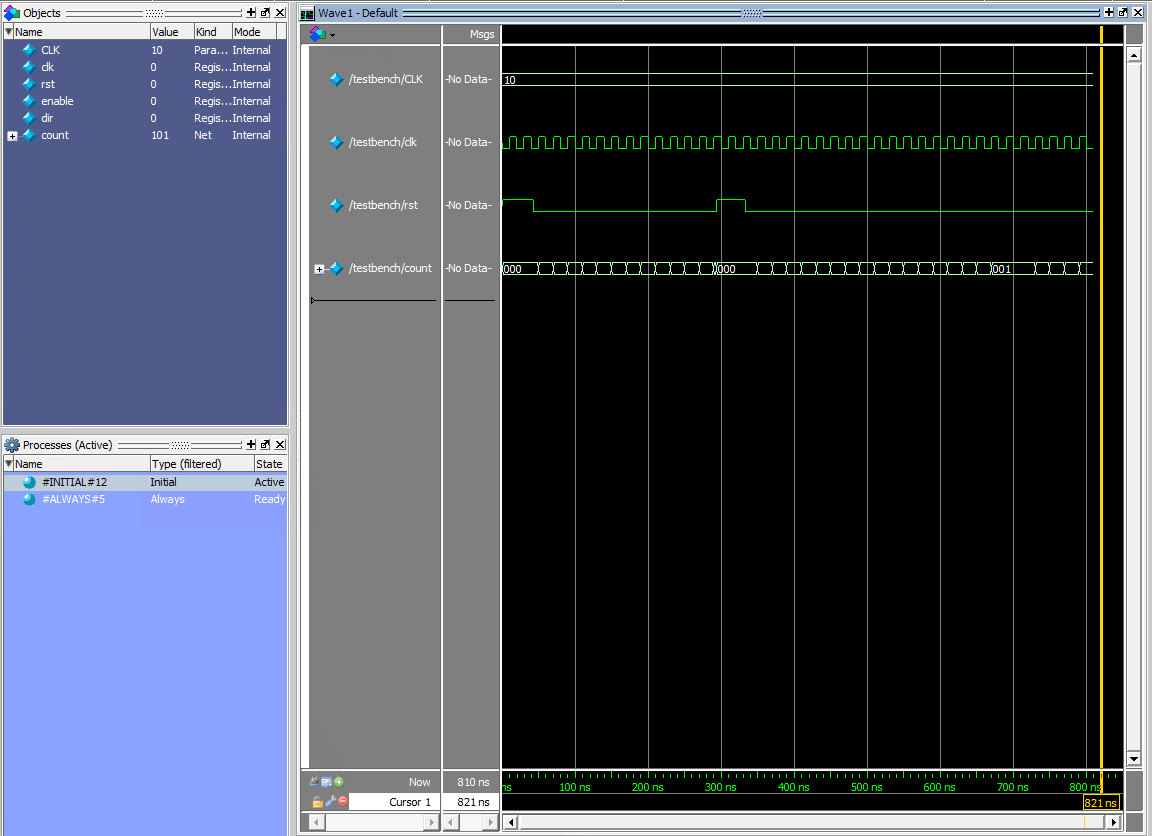 Objects
Name Value Kind Mode
CLK 10 Para... Internal
clk 0 Regis... Internal
rst 0 Regis... Internal
enable 0 Regis... Internal
dir 0 Regis... Internal
count 101 Net Internal
Processes (Active)
Name Type (filtered) State
#INITIAL#12 Initial Active
#ALWAYS#5 Always Ready
Wave1 - Default
Msgs
/testbench/CLK -No Data- 10
/testbench/clk -No Data-
/testbench/rst -No Data-
/testbench/count -No Data- 000 000 001
Now 810 ns ns 100 ns 200 ns 300 ns 400 ns 500 ns 600 ns 700 ns 800 ns
Cursor 1 821 ns 821 ns